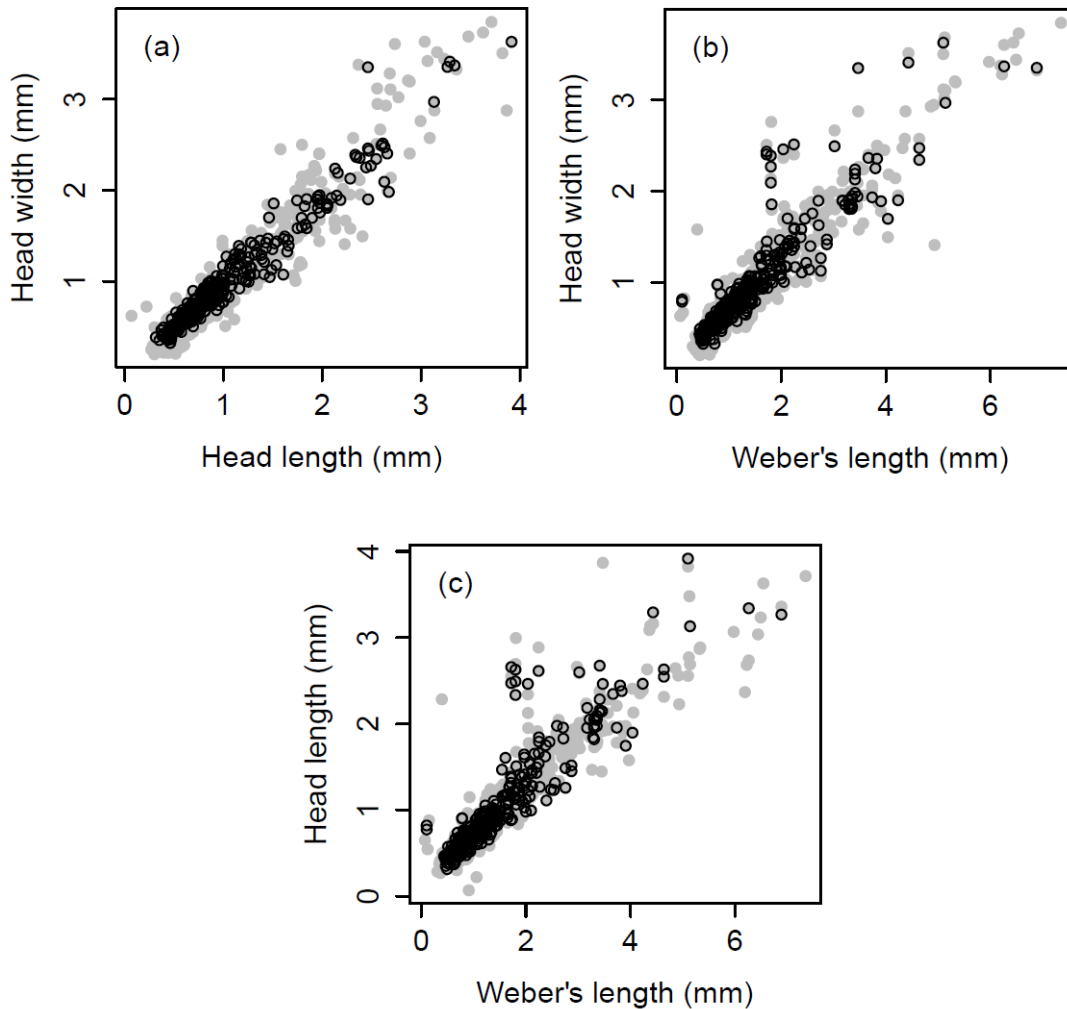 (a)
Head width (mm)
3
2
1
0 1 2 3 4
Head length (mm)
(b)
Head width (mm)
3
2
1
0 2 4 6
Weber's length (mm)
(c)
Head length (mm)
4
3
2
1
0
0 2 4 6
Weber's length (mm)